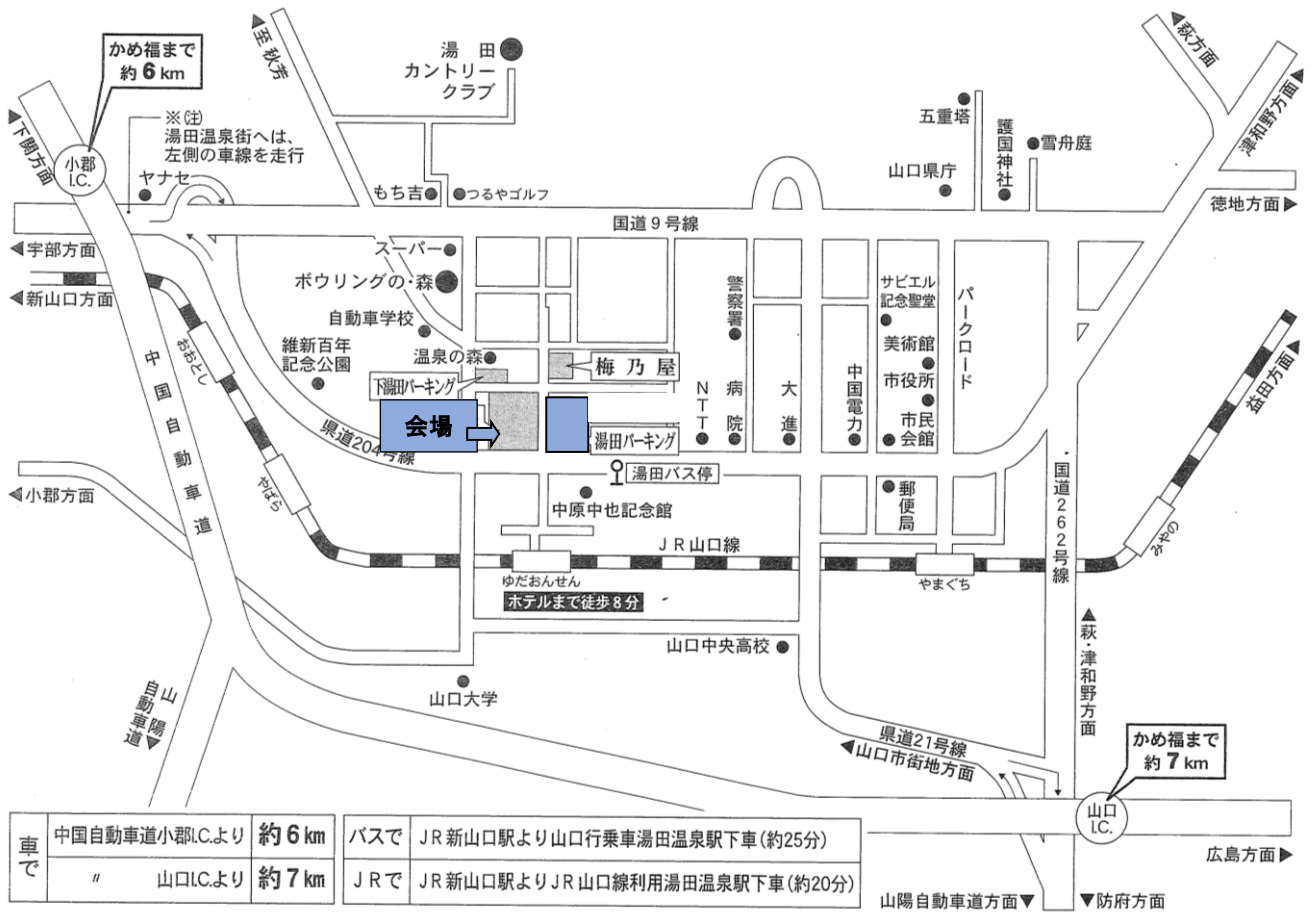 かめ福まで
約6km
▲至 秋芳
湯田
カントリー
クラブ
▲萩方面
津和野方面▲
▲下関方面
小郡
I.C.
※(注)
湯田温泉街へは、
左側の車線を走行
ヤナセ
もち吉
つるやゴルフ
五重塔
護国神社
雪舟庭
山口県庁
徳地方面▶
国道9号線
◀宇部方面
◀新山口方面
スーパー
ボウリングの・森
自動車学校
維新百年
記念公園
温泉の森
下湯田パーキング
梅乃屋
会場
湯田パーキング
警察署
サビエル
記念聖堂
パークロード
美術館
市役所
市民
会館
NTT
病院
大進
中国電力
おおとし
中国自動車道
県道204号線
湯田バス停
益田方面▲
◀小郡方面
やばら
中原中也記念館
郵便局
国道262号線
みやの
JR山口線
ゆだおんせん
ホテルまで徒歩8分
やまぐち
山口中央高校
山口大学
▲萩・津和野方面
山陽
自動車道▼
県道21号線
◀山口市街地方面
かめ福まで
約7km
山口
I.C.
広島方面▶
山陽自動車道方面▼
▼防府方面
車で
中国自動車道小郡I.C.より 約6km
〃 山口I.C.より 約7km
バスで JR新山口駅より山口行乗車湯田温泉駅下車(約25分)
JRで JR新山口駅よりJR山口線利用湯田温泉駅下車(約20分)